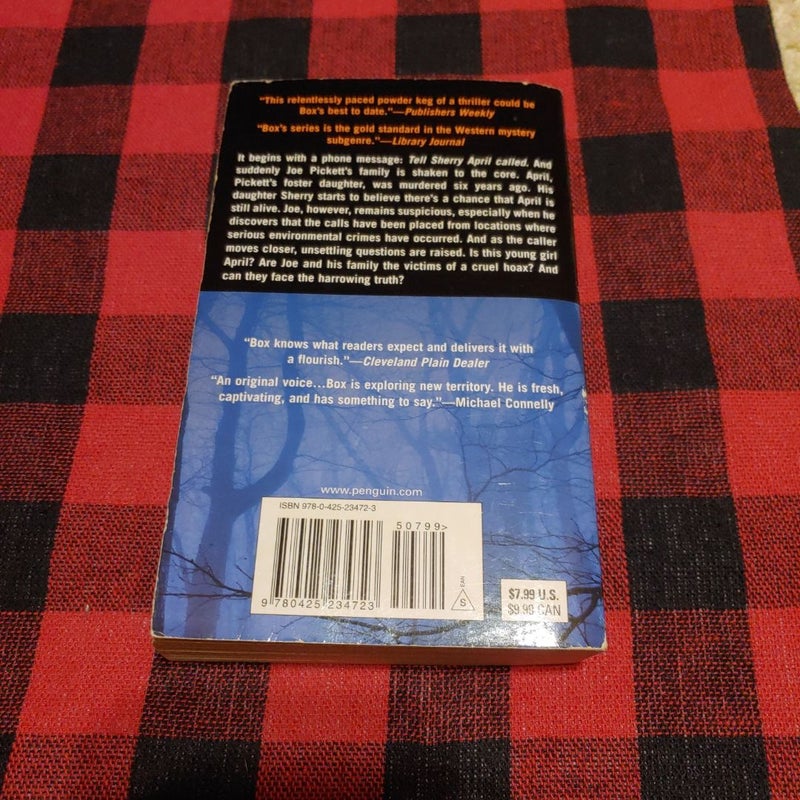 "This relentlessly paced powder keg of a thriller could be
Box's best to date."—Publishers Weekly
"Box's series is the gold standard in the Western mystery
subgenre."—Library Journal
It begins with a phone message: Tell Sherry April called. And
suddenly Joe Pickett's family is shaken to the core. April,
Pickett's foster daughter, was murdered six years ago. His
daughter Sherry starts to believe there's a chance that April is
still alive. Joe, however, remains suspicious, especially when he
discovers that the calls have been placed from locations where
serious environmental crimes have occurred. And as the caller
moves closer, unsettling questions are raised. Is this young girl
April? Are Joe and his family the victims of a cruel hoax? And
can they face the harrowing truth?
"Box knows what readers expect and delivers it with
a flourish."—Cleveland Plain Dealer
"An original voice...Box is exploring new territory. He is fresh,
captivating, and has something to say."—Michael Connelly
www.penguin.com
ISBN 978-0-425-23472-3
50799>
9 780425 234723
S
$7.99 U.S.
$9.99 CAN